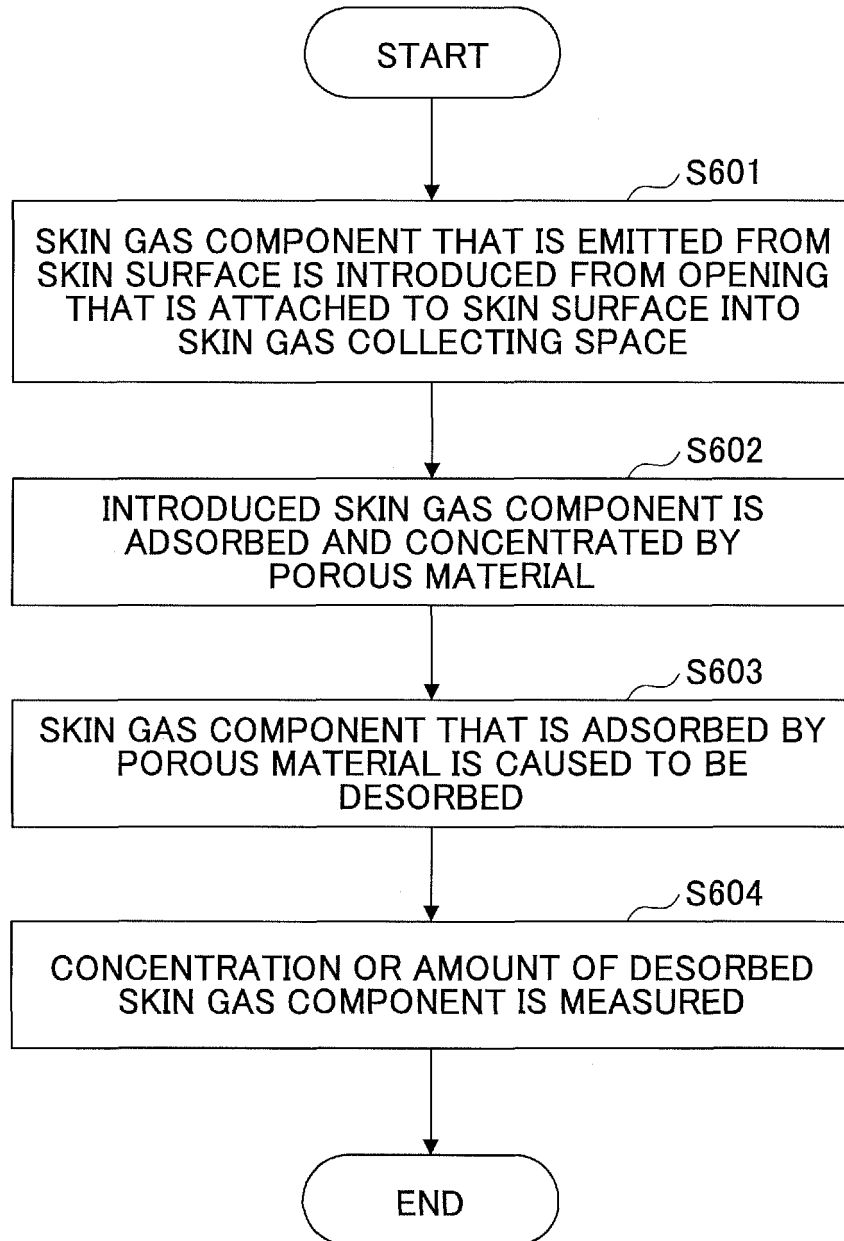 START
S601
SKIN GAS COMPONENT THAT IS EMITTED FROM
SKIN SURFACE IS INTRODUCED FROM OPENING
THAT IS ATTACHED TO SKIN SURFACE INTO
SKIN GAS COLLECTING SPACE
S602
INTRODUCED SKIN GAS COMPONENT IS
ADSORBED AND CONCENTRATED BY
POROUS MATERIAL
S603
SKIN GAS COMPONENT THAT IS ADSORBED BY
POROUS MATERIAL IS CAUSED TO BE
DESORBED
S604
CONCENTRATION OR AMOUNT OF DESORBED
SKIN GAS COMPONENT IS MEASURED
END